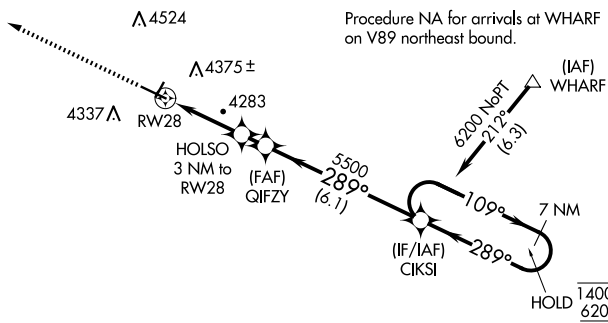 4524
Procedure NA for arrivals at WHARF
on V89 northeast bound.
4375 ±
(IAF)
WHARF
4337
4283
RW28
6200 NoPT
212°
(6.3)
HOLSO
3 NM to
RW28
(FAF)
QIFZY
5500
289°
(6.1)
109°
7 NM
(IF/IAF)
CIKSI
289°
HOLD
1400
620